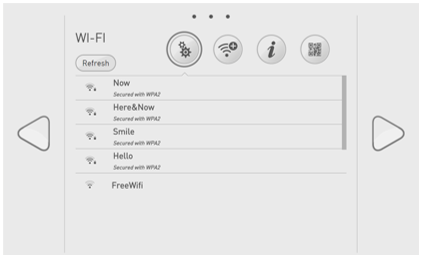 WI-FI
Refresh
Now
Secured with WPA2
Here&Now
Secured with WPA2
Smile
Secured with WPA2
Hello
Secured with WPA2
FreeWifi